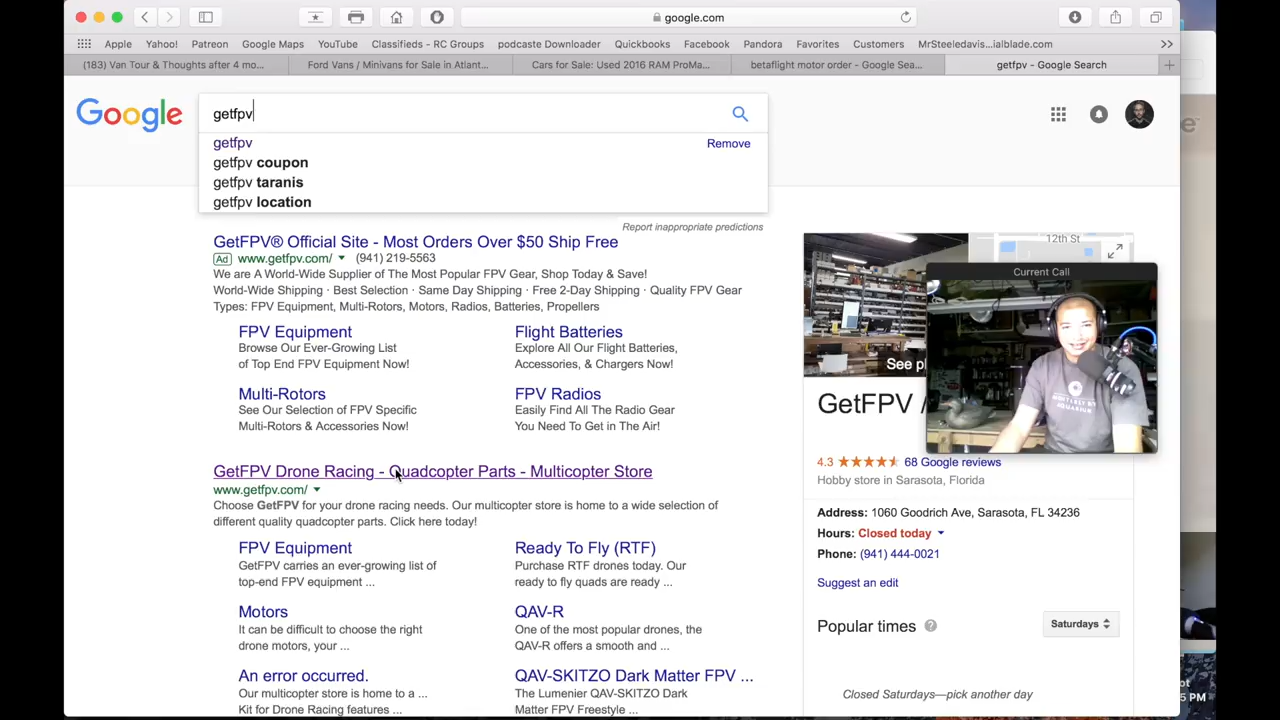 google.com
Apple Yahoo! Patreon Google Maps YouTube Classifieds - RC Groups podcaste Downloader Quickbooks Facebook Pandora Favorites Customers MrSteeledavis...ialblade.com
(183) Van Tour & Thoughts after 4 mo... Ford Vans / Minivans for Sale in Atlant... Cars for Sale: Used 2016 RAM ProMa... betaflight motor order - Google Sea... getfpv - Google Search
Google
getfpv
getfpv Remove
getfpv coupon
getfpv taranis
getfpv location
Report inappropriate predictions
GetFPV® Official Site - Most Orders Over $50 Ship Free
Ad www.getfpv.com/ (941) 219-5563
We are A World-Wide Supplier of The Most Popular FPV Gear, Shop Today & Save!
World-Wide Shipping · Best Selection · Same Day Shipping · Free 2-Day Shipping · Quality FPV Gear
Types: FPV Equipment, Multi-Rotors, Motors, Radios, Batteries, Propellers
FPV Equipment
Browse Our Ever-Growing List
of Top End FPV Equipment Now!
Flight Batteries
Explore All Our Flight Batteries,
Accessories, & Chargers Now!
Multi-Rotors
See Our Selection of FPV Specific
Multi-Rotors & Accessories Now!
FPV Radios
Easily Find All The Radio Gear
You Need To Get in The Air!
GetFPV Drone Racing - Quadcopter Parts - Multicopter Store
www.getfpv.com/
Choose GetFPV for your drone racing needs. Our multicopter store is home to a wide selection of
different quality quadcopter parts. Click here today!
FPV Equipment
GetFPV carries an ever-growing list of
top-end FPV equipment ...
Ready To Fly (RTF)
Purchase RTF drones today. Our
ready to fly quads are ready ...
Motors
It can be difficult to choose the right
drone motors, your ...
QAV-R
One of the most popular drones, the
QAV-R offers a smooth and ...
An error occurred.
Our multicopter store is home to a ...
Kit for Drone Racing features ...
QAV-SKITZO Dark Matter FPV ...
The Lumenier QAV-SKITZO Dark
Matter FPV Freestyle ...
12th St
Current Call
See
GetFPV /
4.3 68 Google reviews
Hobby store in Sarasota, Florida
Address: 1060 Goodrich Ave, Sarasota, FL 34236
Hours: Closed today
Phone: (941) 444-0021
Suggest an edit
Popular times ? Saturdays
Closed Saturdays—pick another day